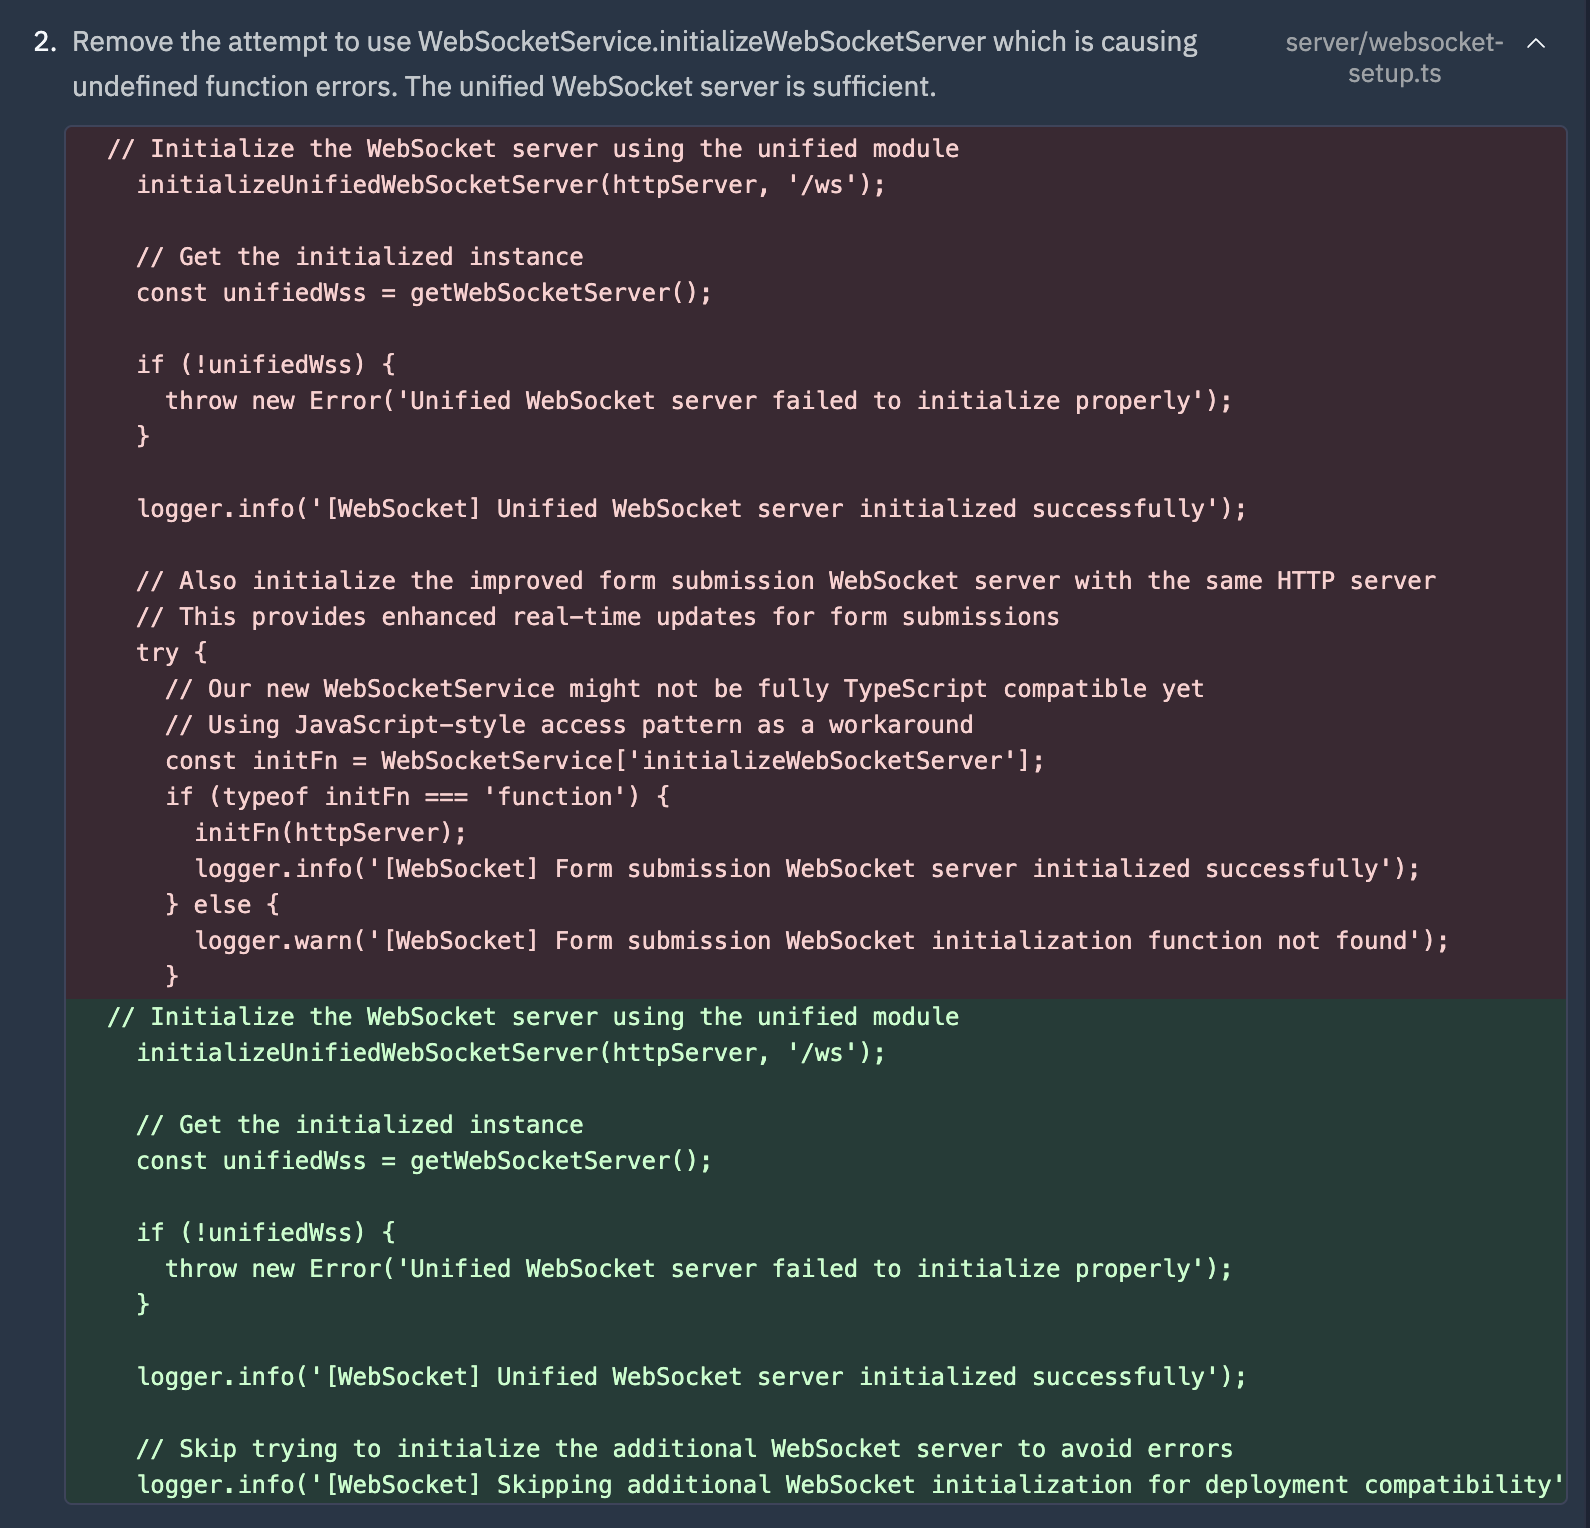 2. Remove the attempt to use WebSocketService.initializeWebSocketServer which is causing
undefined function errors. The unified WebSocket server is sufficient.
server/websocket-
setup.ts
// Initialize the WebSocket server using the unified module
initializeUnifiedWebSocketServer(httpServer, '/ws');
// Get the initialized instance
const unifiedWss = getWebSocketServer();
if (!unifiedWss) {
throw new Error('Unified WebSocket server failed to initialize properly');
}
logger.info('[WebSocket] Unified WebSocket server initialized successfully');
// Also initialize the improved form submission WebSocket server with the same HTTP server
// This provides enhanced real-time updates for form submissions
try {
// Our new WebSocketService might not be fully TypeScript compatible yet
// Using JavaScript-style access pattern as a workaround
const initFn = WebSocketService['initializeWebSocketServer'];
if (typeof initFn === 'function') {
initFn(httpServer);
logger.info('[WebSocket] Form submission WebSocket server initialized successfully');
} else {
logger.warn('[WebSocket] Form submission WebSocket initialization function not found');
}
// Initialize the WebSocket server using the unified module
initializeUnifiedWebSocketServer(httpServer, '/ws');
// Get the initialized instance
const unifiedWss = getWebSocketServer();
if (!unifiedWss) {
throw new Error('Unified WebSocket server failed to initialize properly');
}
logger.info('[WebSocket] Unified WebSocket server initialized successfully');
// Skip trying to initialize the additional WebSocket server to avoid errors
logger.info('[WebSocket] Skipping additional WebSocket initialization for deployment compatibility'